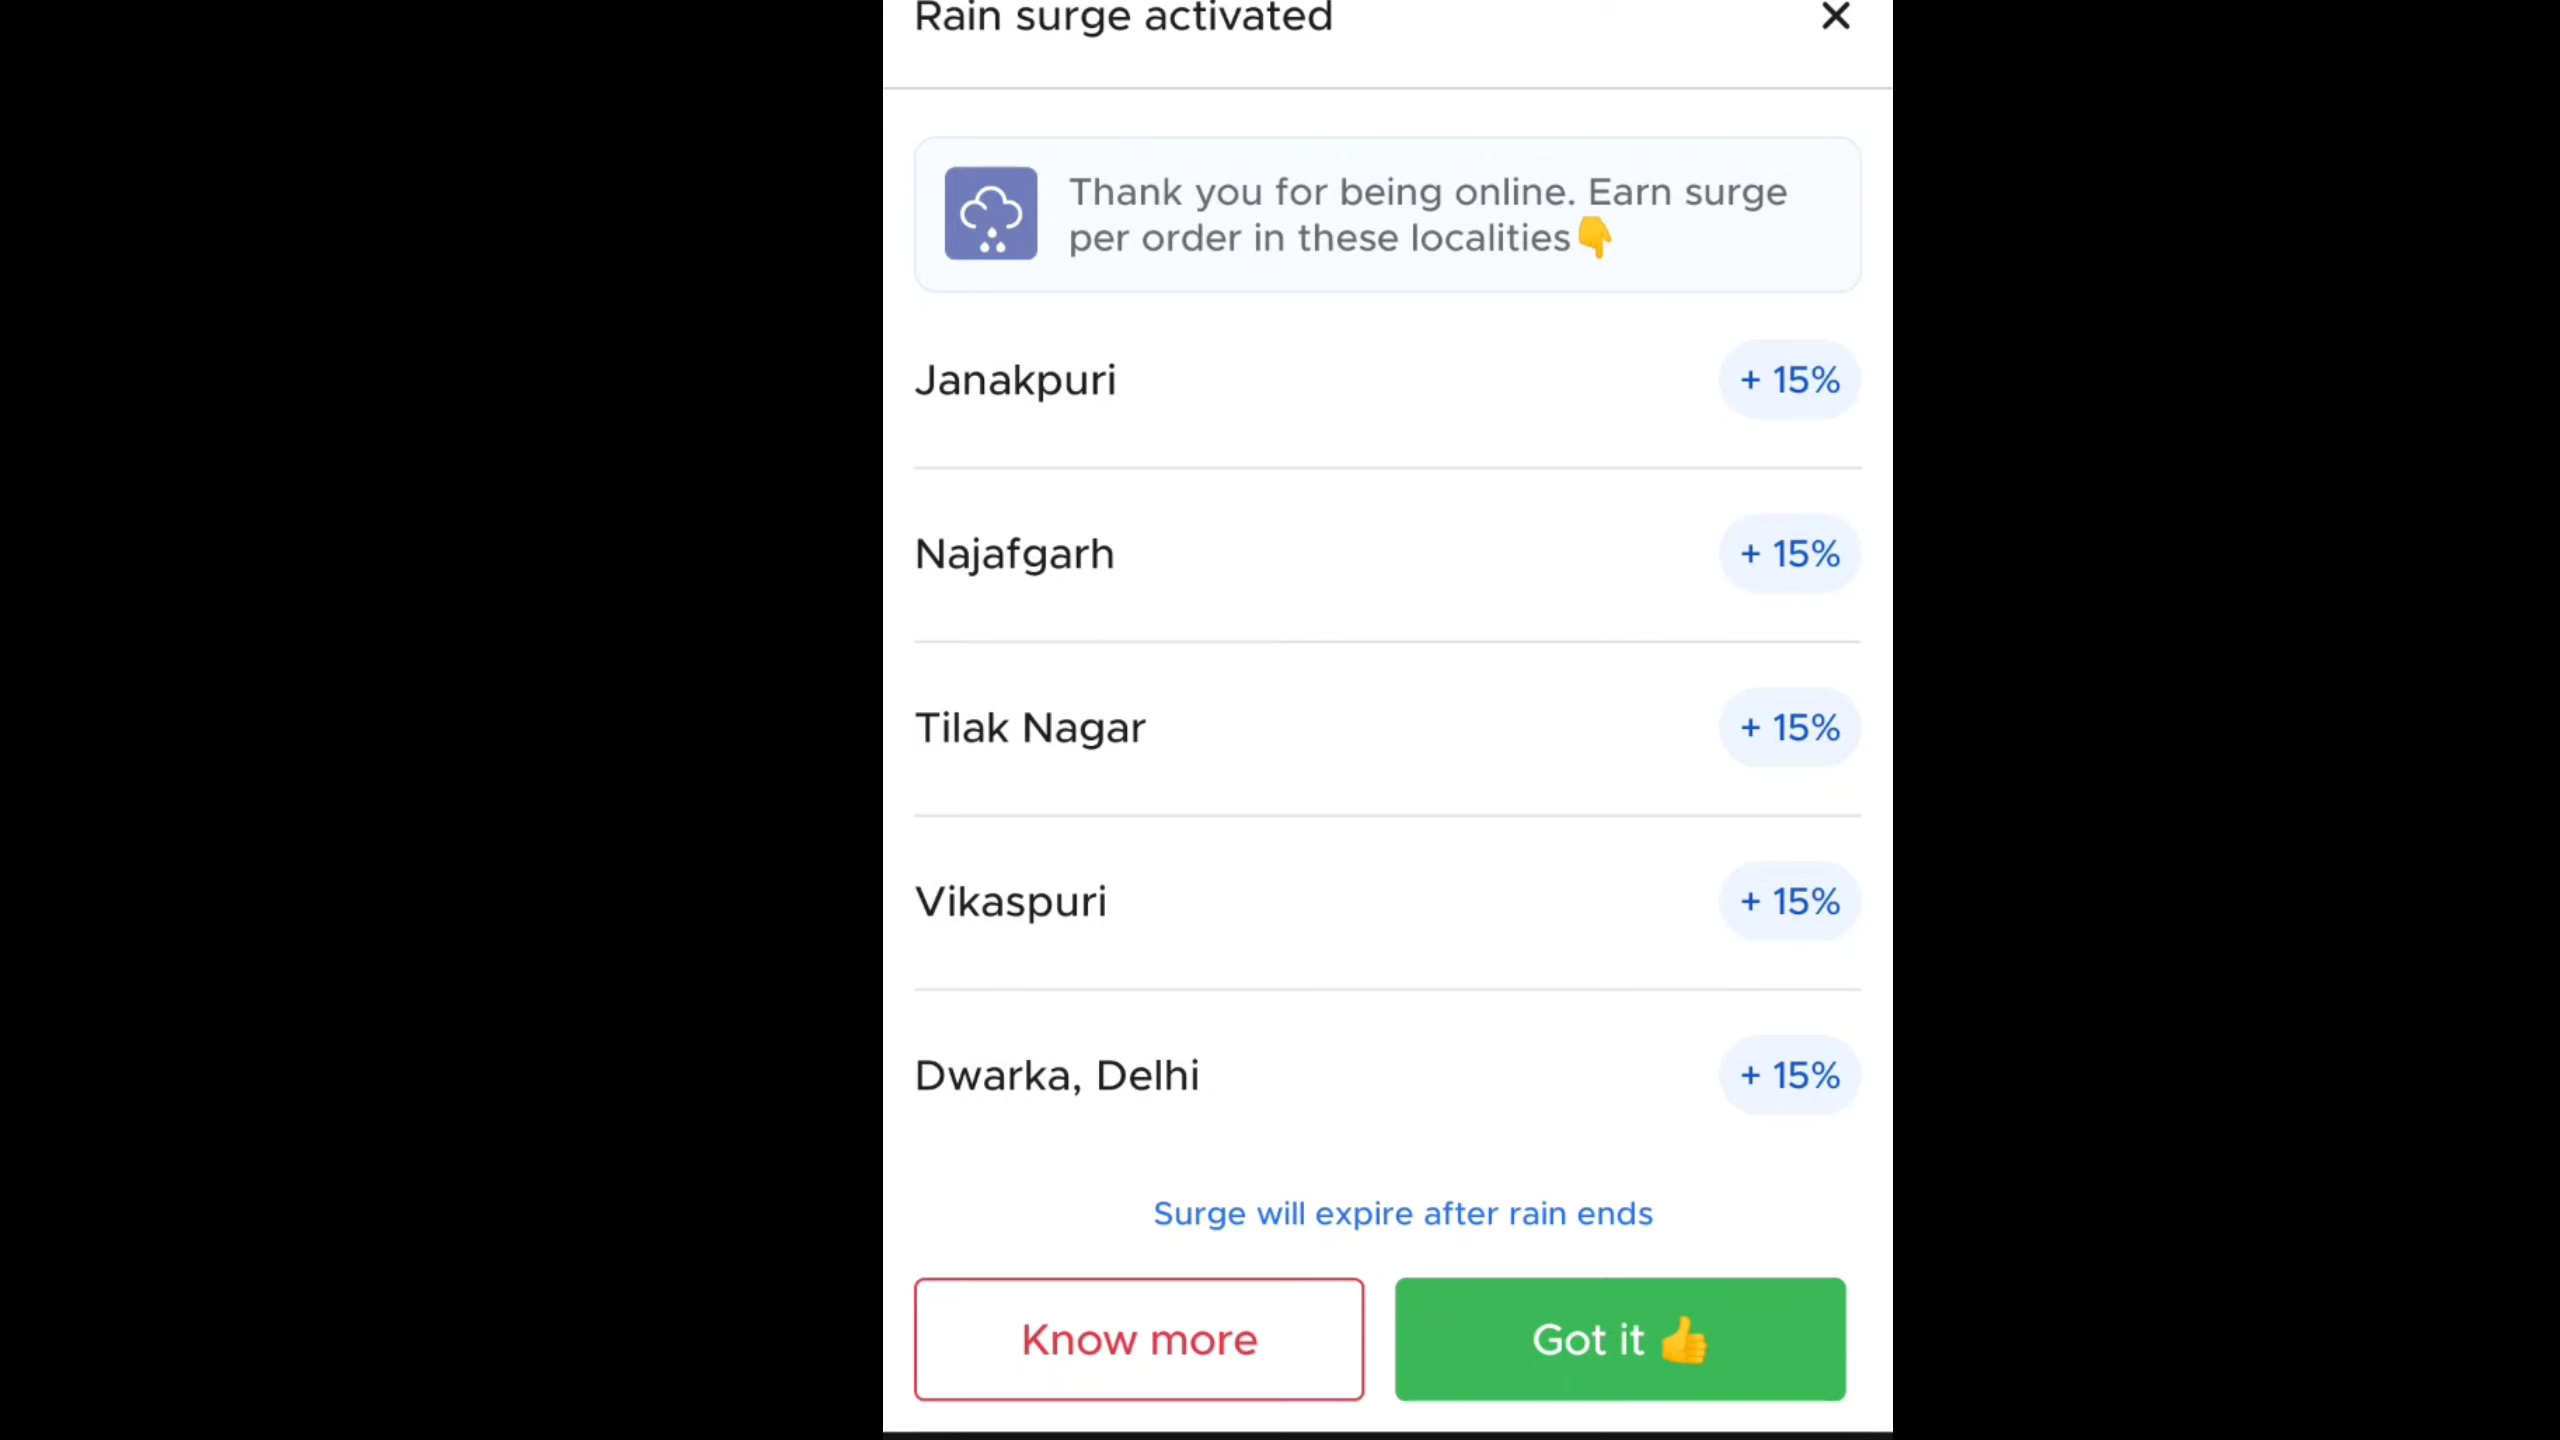 Rain surge activated
Thank you for being online. Earn surge
per order in these localities👇
Janakpuri
+ 15%
Najafgarh
+ 15%
Tilak Nagar
+ 15%
Vikaspuri
+ 15%
Dwarka, Delhi
+ 15%
Surge will expire after rain ends
Know more
Got it 👍